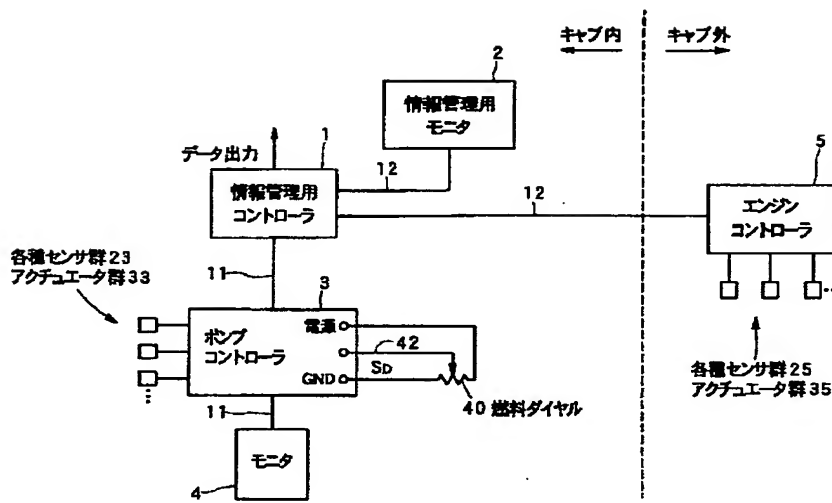 キャブ内
キャブ外
2
情報管理用
モニタ
データ出力
1
情報管理用
コントローラ
12
12
5
エンジン
コントローラ
各種センサ群23
アクチュエータ群33
11
3
ポンプ
コントローラ
電源
42
SD
GND
40 燃料ダイヤル
各種センサ群25
アクチュエータ群35
11
モニタ
4